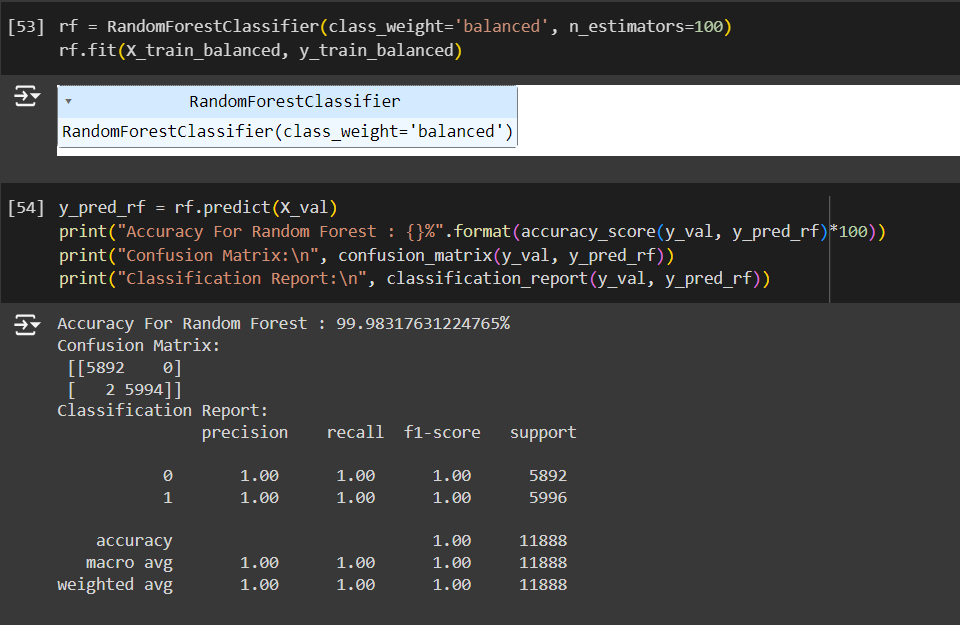 [53] rf = RandomForestClassifier(class_weight='balanced', n_estimators=100)
rf.fit(X_train_balanced, y_train_balanced)
RandomForestClassifier
RandomForestClassifier(class_weight='balanced')
[54] y_pred_rf = rf.predict(X_val)
print("Accuracy For Random Forest : {}%".format(accuracy_score(y_val, y_pred_rf)*100))
print("Confusion Matrix:\n", confusion_matrix(y_val, y_pred_rf))
print("Classification Report:\n", classification_report(y_val, y_pred_rf))
Accuracy For Random Forest : 99.98317631224765%
Confusion Matrix:
[[5892    0]
[   2 5994]]
Classification Report:
precision    recall  f1-score   support
0       1.00      1.00      1.00      5892
1       1.00      1.00      1.00      5996
accuracy                           1.00     11888
macro avg       1.00      1.00      1.00     11888
weighted avg       1.00      1.00      1.00     11888